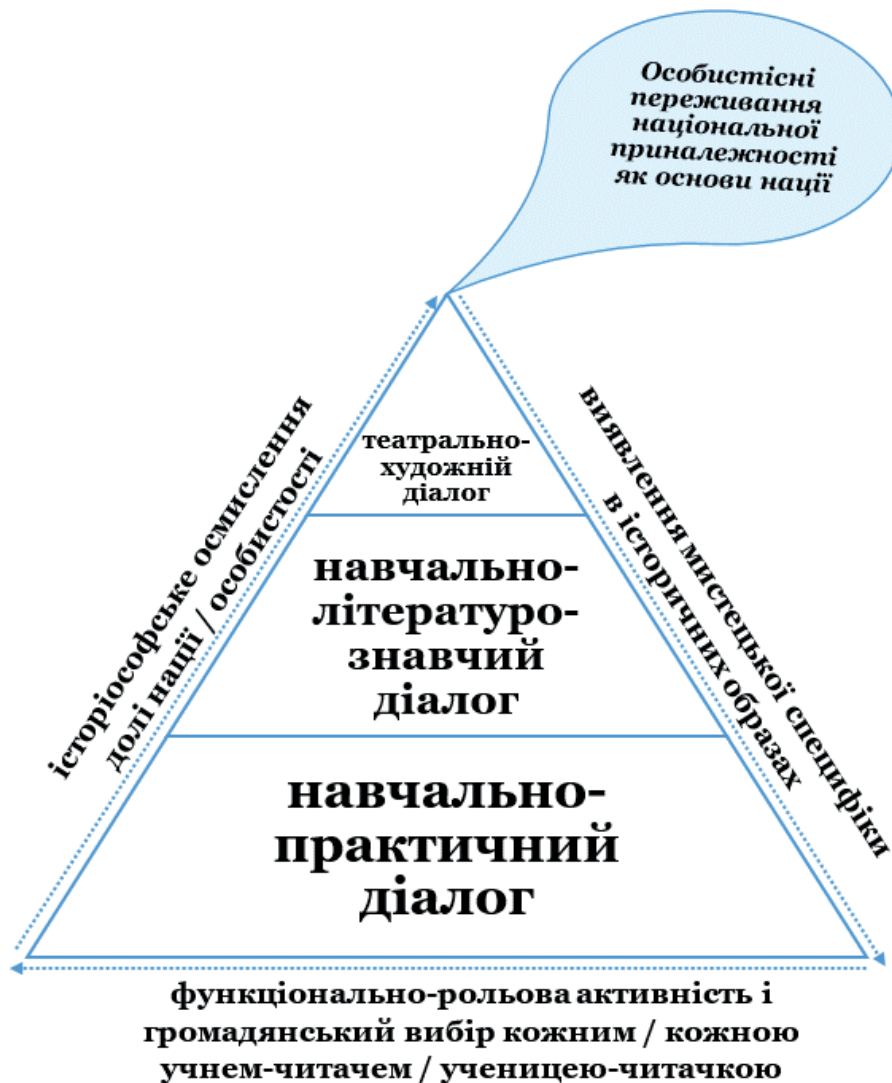 Особистісні
переживання
національної
приналежності
як основи нації
історіософське осмислення
долі нації / особистості
виявлення мистецької специфіки
в історичних образах
театрально-
художній
діалог
навчально-
літературо-
знавчий
діалог
навчально-
практичний
діалог
функціонально-рольова активність і
громадянський вибір кожним / кожною
учнем-читачем / ученицею-читачкою